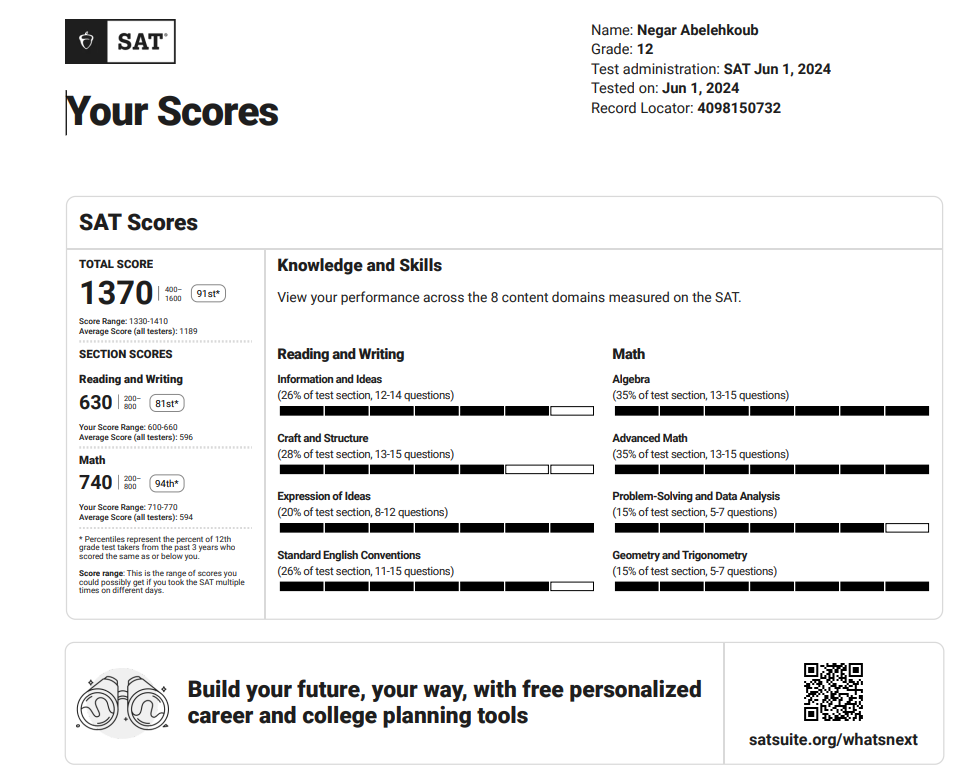 SAT
Name: Negar Abelehkoub
Grade: 12
Test administration: SAT Jun 1, 2024
Tested on: Jun 1, 2024
Record Locator: 4098150732
Your Scores
SAT Scores
TOTAL SCORE
1370 400–1600 91st*
Score Range: 1330-1410
Average Score (all testers): 1189
SECTION SCORES
Reading and Writing
630 200–800 81st*
Your Score Range: 600-660
Average Score (all testers): 596
Math
740 200–800 94th*
Your Score Range: 710-770
Average Score (all testers): 594
* Percentiles represent the percent of 12th
grade test takers from the past 3 years who
scored the same as or below you.
Score range: This is the range of scores you
could possibly get if you took the SAT multiple
times on different days.
Knowledge and Skills
View your performance across the 8 content domains measured on the SAT.
Reading and Writing
Information and Ideas
(26% of test section, 12-14 questions)
Craft and Structure
(28% of test section, 13-15 questions)
Expression of Ideas
(20% of test section, 8-12 questions)
Standard English Conventions
(26% of test section, 11-15 questions)
Math
Algebra
(35% of test section, 13-15 questions)
Advanced Math
(35% of test section, 13-15 questions)
Problem-Solving and Data Analysis
(15% of test section, 5-7 questions)
Geometry and Trigonometry
(15% of test section, 5-7 questions)
Build your future, your way, with free personalized
career and college planning tools
satsuite.org/whatsnext